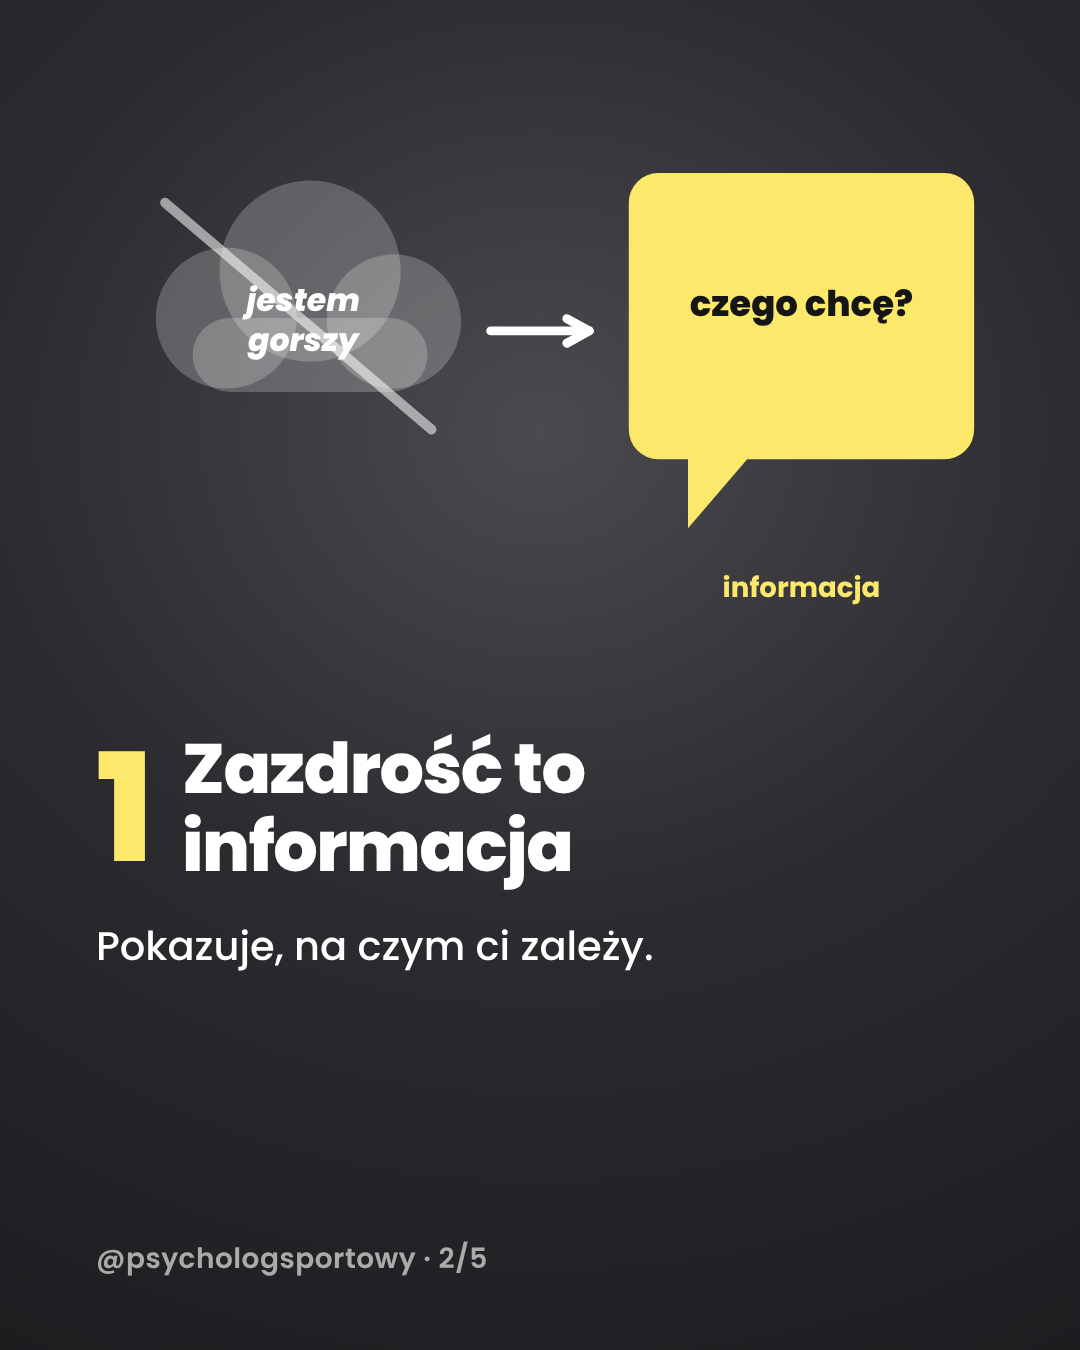 jestem
gorszy
czego chcę?
informacja
1
Zazdrość to
informacja
Pokazuje, na czym ci zależy.
@psychologsportowy · 2/5